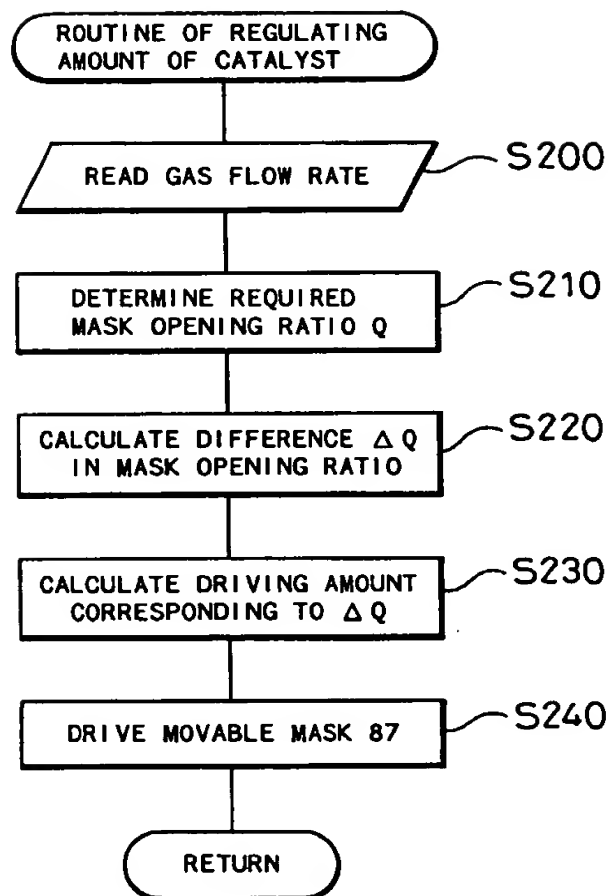 ROUTINE OF REGULATING
AMOUNT OF CATALYST
READ GAS FLOW RATE
S200
DETERMINE REQUIRED
MASK OPENING RATIO Q
S210
CALCULATE DIFFERENCE ΔQ
IN MASK OPENING RATIO
S220
CALCULATE DRIVING AMOUNT
CORRESPONDING TO ΔQ
S230
DRIVE MOVABLE MASK 87
S240
RETURN